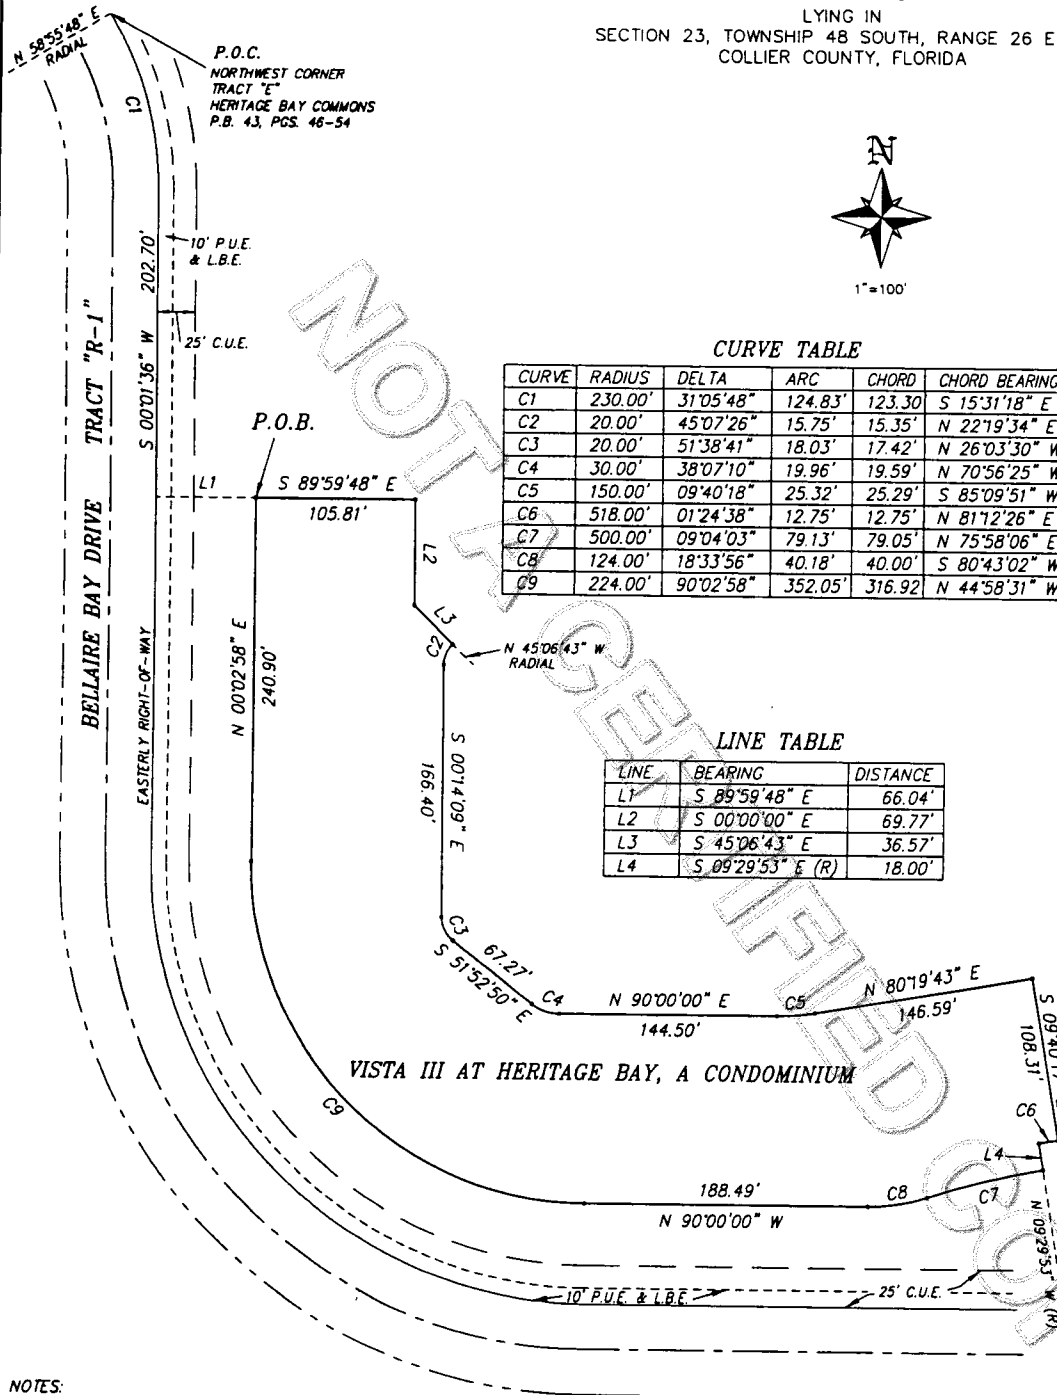 LYING IN
SECTION 23, TOWNSHIP 48 SOUTH, RANGE 26 E
COLLIER COUNTY, FLORIDA
N 58°55'48" E
RADIAL
P.O.C.
NORTHWEST CORNER
TRACT "E"
HERITAGE BAY COMMONS
P.B. 43, PGS. 46-54
C1
N
1"=100'
10' P.U.E.
& L.B.E.
S 00°01'36" W 202.70'
25' C.U.E.
BELLAIRE BAY DRIVE TRACT "R-1"
EASTERLY RIGHT-OF-WAY
P.O.B.
L1
S 89°59'48" E
105.81'
L2
L3
C2
N 45°06'43" W
RADIAL
N 00°02'58" E
240.90'
S 00°14'09" E
166.40'
CURVE TABLE
CURVE RADIUS DELTA ARC CHORD CHORD BEARING
C1 230.00' 31°05'48" 124.83' 123.30 S 15°31'18" E
C2 20.00' 45°07'26" 15.75' 15.35' N 22°19'34" E
C3 20.00' 51°38'41" 18.03' 17.42' N 26°03'30" W
C4 30.00' 38°07'10" 19.96' 19.59' N 70°56'25" W
C5 150.00' 09°40'18" 25.32' 25.29' S 85°09'51" W
C6 518.00' 01°24'38" 12.75' 12.75' N 81°12'26" E
C7 500.00' 09°04'03" 79.13' 79.05' N 75°58'06" E
C8 124.00' 18°33'56" 40.18' 40.00' S 80°43'02" W
C9 224.00' 90°02'58" 352.05' 316.92 N 44°58'31" W
LINE TABLE
LINE BEARING DISTANCE
L1 S 89°59'48" E 66.04'
L2 S 00°00'00" E 69.77'
L3 S 45°06'43" E 36.57'
L4 S 09°29'53" E (R) 18.00'
C3
67.27'
S 51°52'50" E
C4
N 90°00'00" E
144.50'
C5
N 80°19'43" E
146.59'
S 09°40'17"
108.31'
VISTA III AT HERITAGE BAY, A CONDOMINIUM
C9
C6
L4
188.49'
N 90°00'00" W
C8
C7
N 09°29'53" W (R)
10' P.U.E. & L.B.E.
25' C.U.E.
NOTES:
NOT A CERTIFIED COP